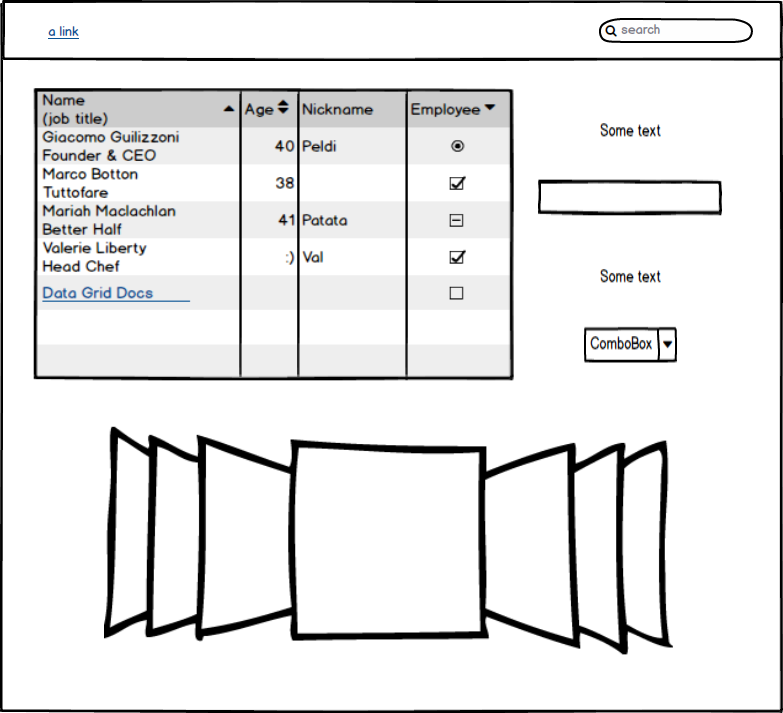 a link
search
Name
(job title)
Age
Nickname
Employee
Giacomo Guilizzoni
Founder & CEO
40
Peldi
Marco Botton
Tuttofare
38
Mariah Maclachlan
Better Half
41
Patata
Valerie Liberty
Head Chef
:)
Val
Data Grid Docs
Some text
Some text
ComboBox